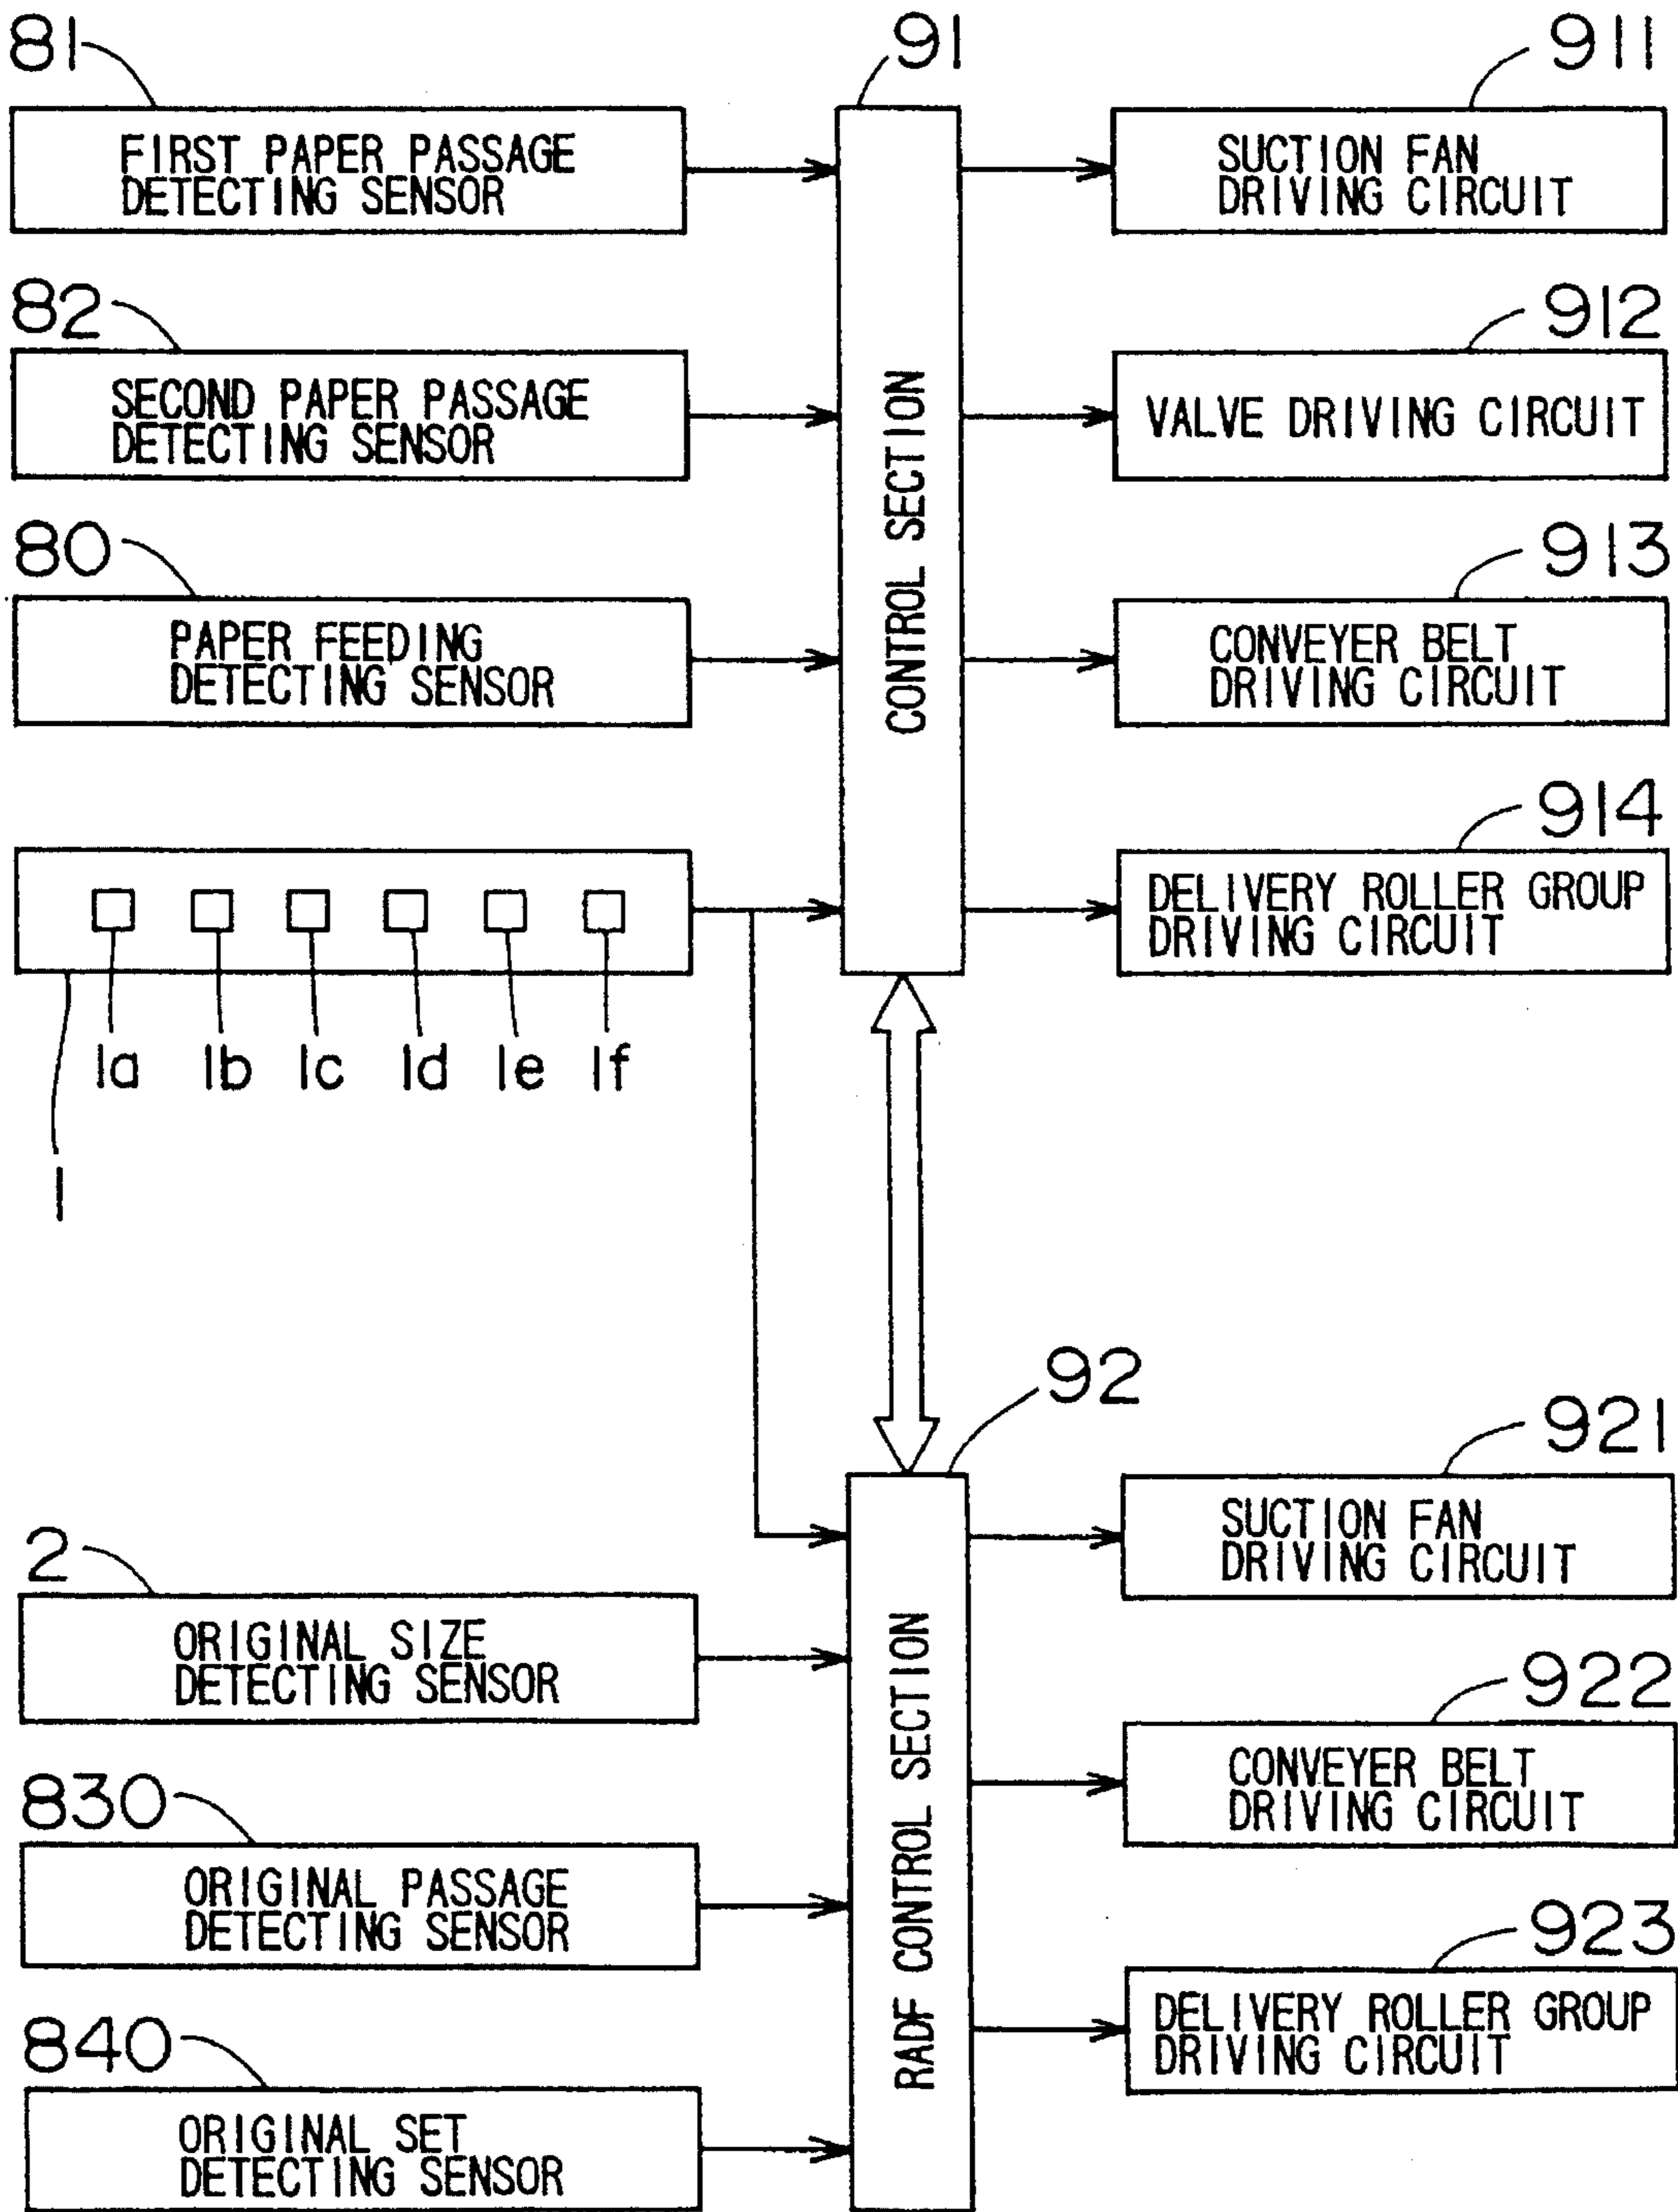 81
FIRST PAPER PASSAGE
DETECTING SENSOR
82
SECOND PAPER PASSAGE
DETECTING SENSOR
80
PAPER FEEDING
DETECTING SENSOR
1a 1b 1c 1d 1e 1f
1
91
CONTROL SECTION
911
SUCTION FAN
DRIVING CIRCUIT
912
VALVE DRIVING CIRCUIT
913
CONVEYER BELT
DRIVING CIRCUIT
914
DELIVERY ROLLER GROUP
DRIVING CIRCUIT
2
ORIGINAL SIZE
DETECTING SENSOR
830
ORIGINAL PASSAGE
DETECTING SENSOR
840
ORIGINAL SET
DETECTING SENSOR
92
RADF CONTROL SECTION
921
SUCTION FAN
DRIVING CIRCUIT
922
CONVEYER BELT
DRIVING CIRCUIT
923
DELIVERY ROLLER GROUP
DRIVING CIRCUIT